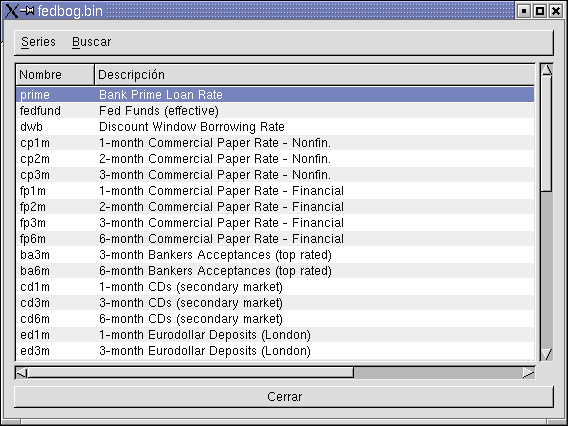 fedbog.bin
Series Buscar
Nombre Descripción
prime Bank Prime Loan Rate
fedfund Fed Funds (effective)
dwb Discount Window Borrowing Rate
cp1m 1-month Commercial Paper Rate - Nonfin.
cp2m 2-month Commercial Paper Rate - Nonfin.
cp3m 3-month Commercial Paper Rate - Nonfin.
fp1m 1-month Commercial Paper Rate - Financial
fp2m 2-month Commercial Paper Rate - Financial
fp3m 3-month Commercial Paper Rate - Financial
fp6m 6-month Commercial Paper Rate - Financial
ba3m 3-month Bankers Acceptances (top rated)
ba6m 6-month Bankers Acceptances (top rated)
cd1m 1-month CDs (secondary market)
cd3m 3-month CDs (secondary market)
cd6m 6-month CDs (secondary market)
ed1m 1-month Eurodollar Deposits (London)
ed3m 3-month Eurodollar Deposits (London)
Cerrar